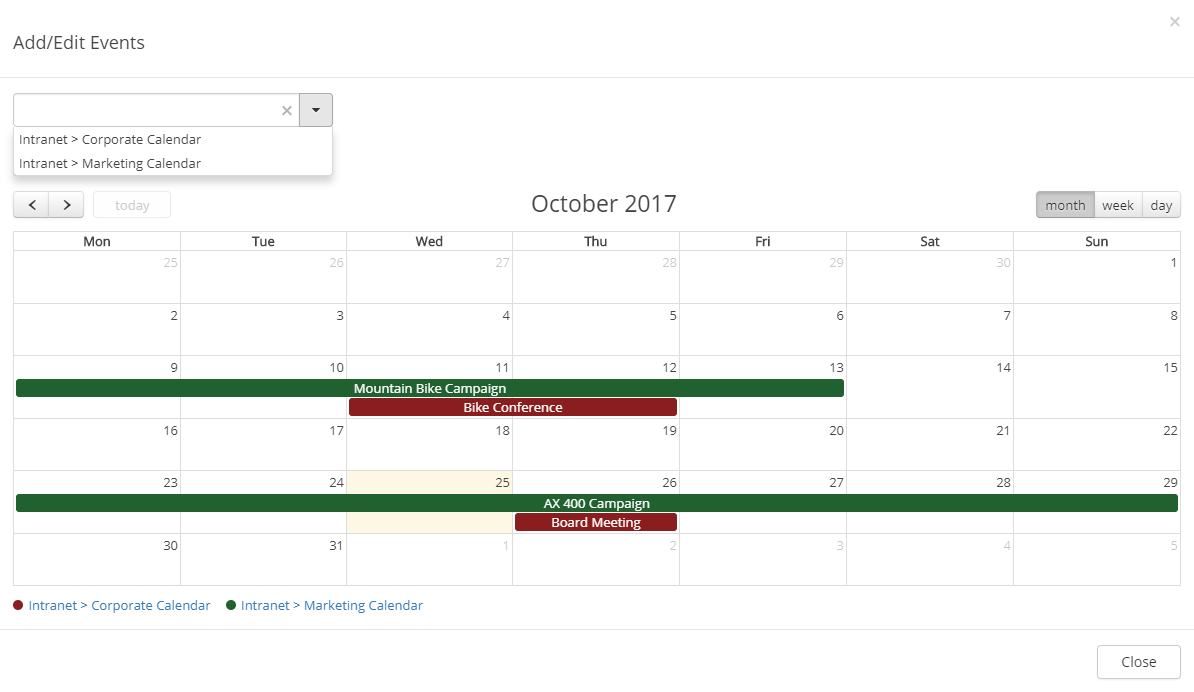 ×
Add/Edit Events
×
Intranet > Corporate Calendar
Intranet > Marketing Calendar
< > today October 2017 month week day
Mon Tue Wed Thu Fri Sat Sun
25 26 27 28 29 30 1
2 3 4 5 6 7 8
9 10 11 12 13 14 15
Mountain Bike Campaign
Bike Conference
16 17 18 19 20 21 22
23 24 25 26 27 28 29
AX 400 Campaign
Board Meeting
30 31 1 2 3 4 5
Intranet > Corporate Calendar Intranet > Marketing Calendar
Close